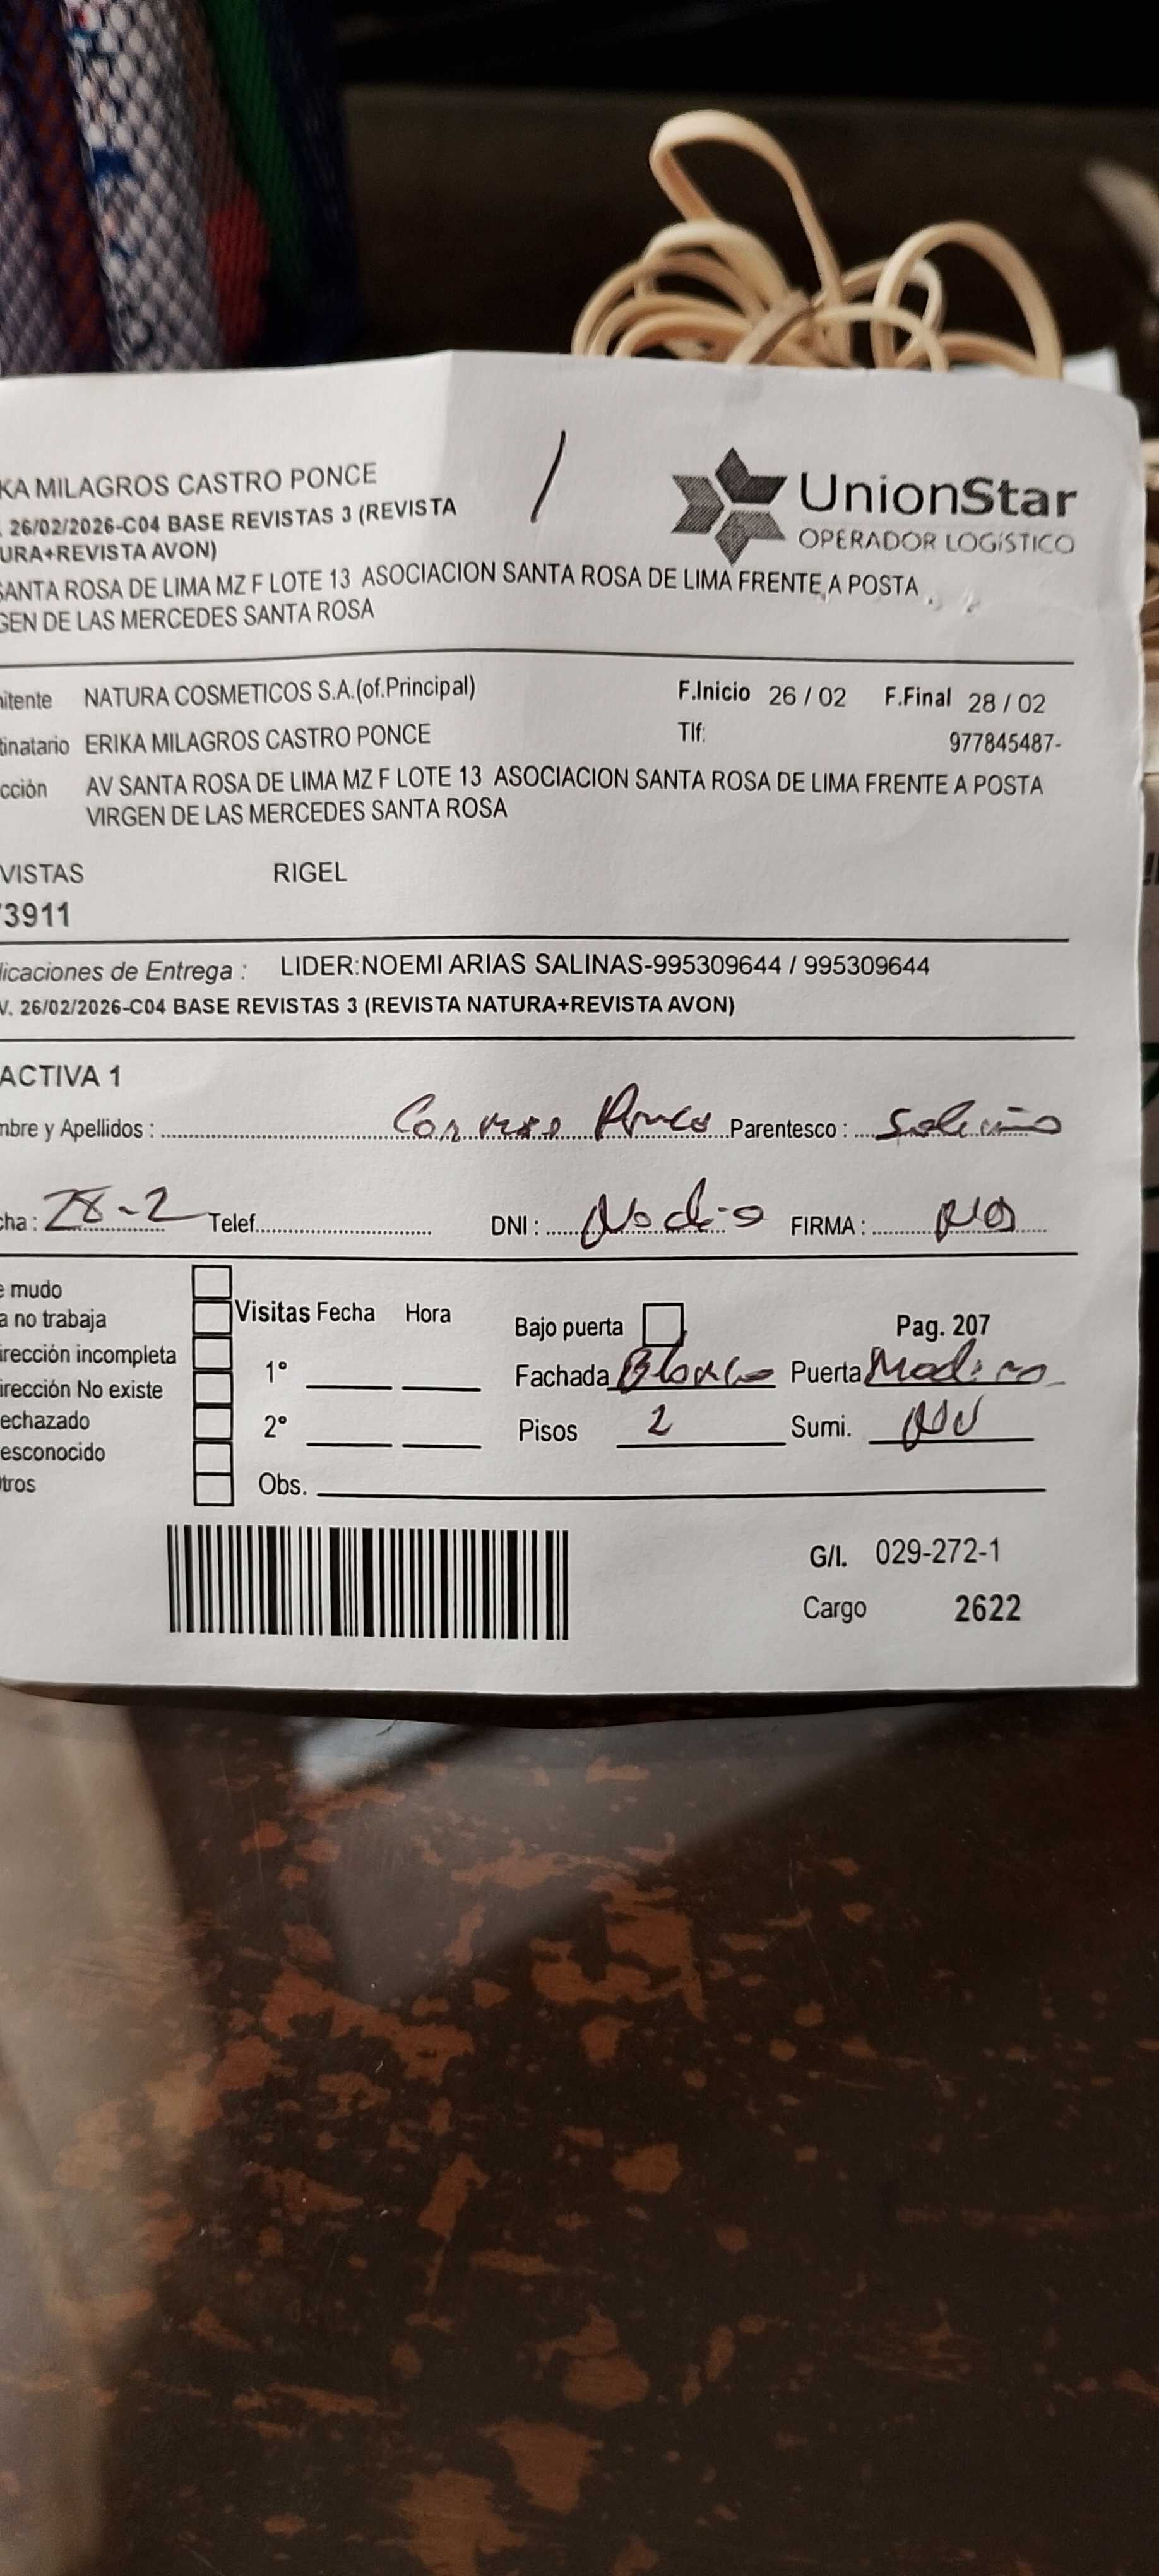 KA MILAGROS CASTRO PONCE
. 26/02/2026-C04 BASE REVISTAS 3 (REVISTA
URA+REVISTA AVON)
SANTA ROSA DE LIMA MZ F LOTE 13 ASOCIACION SANTA ROSA DE LIMA FRENTE A POSTA
GEN DE LAS MERCEDES SANTA ROSA
UnionStar
OPERADOR LOGÍSTICO
nitente NATURA COSMETICOS S.A.(of.Principal) F.Inicio 26 / 02 F.Final 28 / 02
tinatario ERIKA MILAGROS CASTRO PONCE Tlf: 977845487-
cción AV SANTA ROSA DE LIMA MZ F LOTE 13 ASOCIACION SANTA ROSA DE LIMA FRENTE A POSTA
VIRGEN DE LAS MERCEDES SANTA ROSA
VISTAS RIGEL
3911
licaciones de Entrega : LIDER:NOEMI ARIAS SALINAS-995309644 / 995309644
V. 26/02/2026-C04 BASE REVISTAS 3 (REVISTA NATURA+REVISTA AVON)
ACTIVA 1
mbre y Apellidos : Ponce Parentesco :
cha : 28-2 Telef. DNI : No dio FIRMA :
e mudo
a no trabaja
irección incompleta
irección No existe
echazado
esconocido
tros
Visitas Fecha Hora
1°
2°
Obs.
Bajo puerta Pag. 207
Fachada Blanco Puerta Madera
Pisos 2 Sumi.
G/I. 029-272-1
Cargo 2622